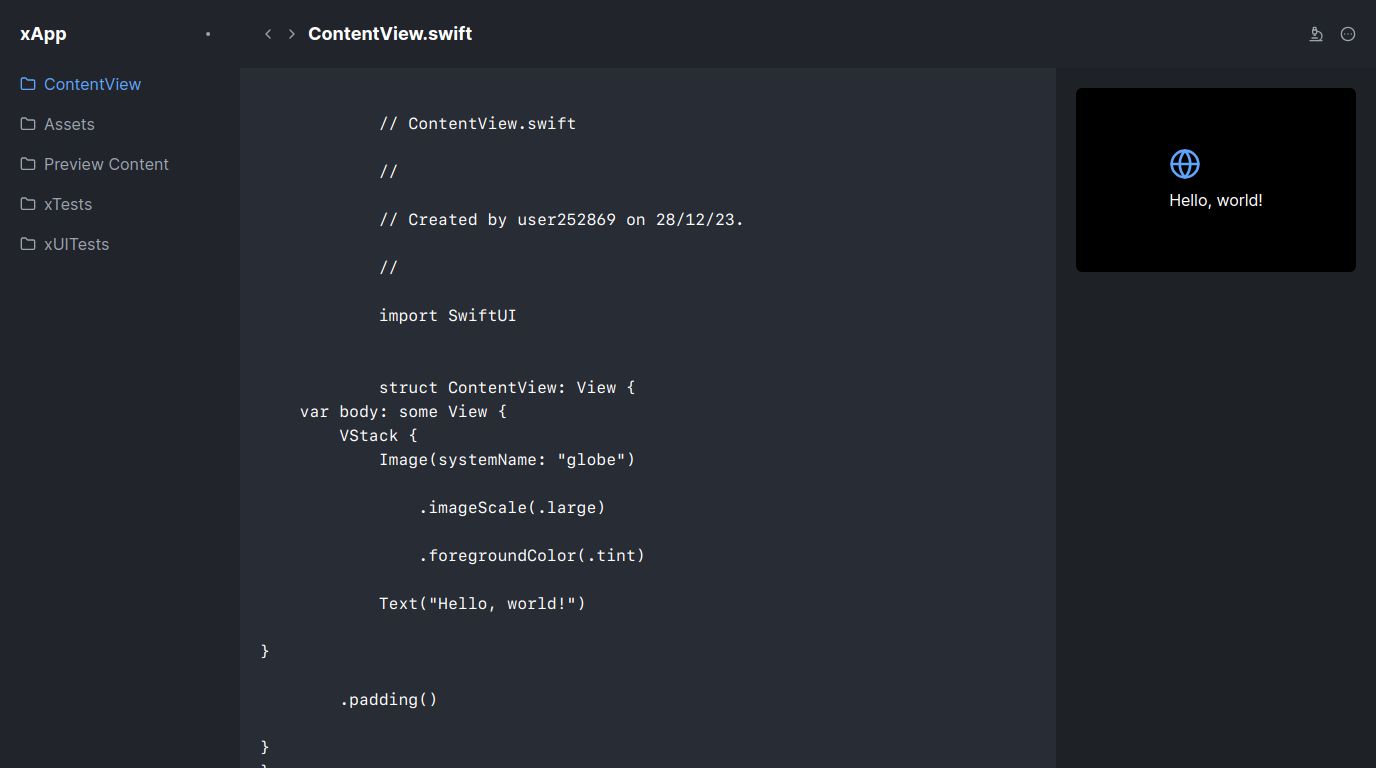 xApp
ContentView
Assets
Preview Content
xTests
xUITests
ContentView.swift
// ContentView.swift
//
// Created by user252869 on 28/12/23.
//
import SwiftUI
struct ContentView: View {
var body: some View {
VStack {
Image(systemName: "globe")
.imageScale(.large)
.foregroundColor(.tint)
Text("Hello, world!")
}
.padding()
}
}
Hello, world!